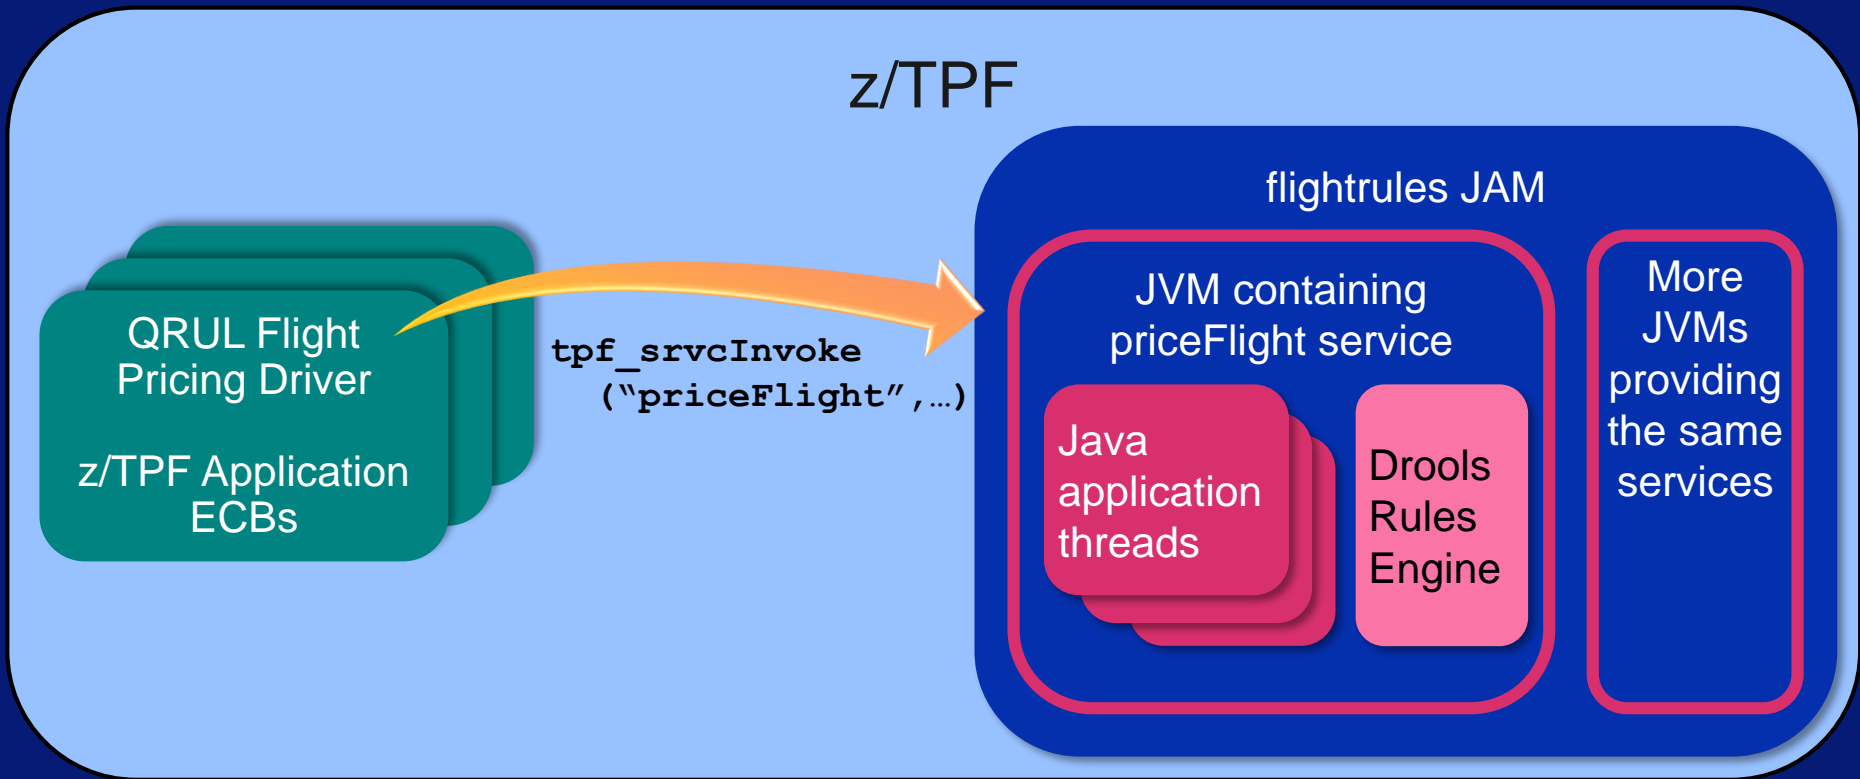 z/TPF
QRUL Flight
Pricing Driver
z/TPF Application
ECBs
tpf_srvcInvoke
(“priceFlight”,…)
flightrules JAM
JVM containing
priceFlight service
Java
application
threads
Drools
Rules
Engine
More
JVMs
providing
the same
services